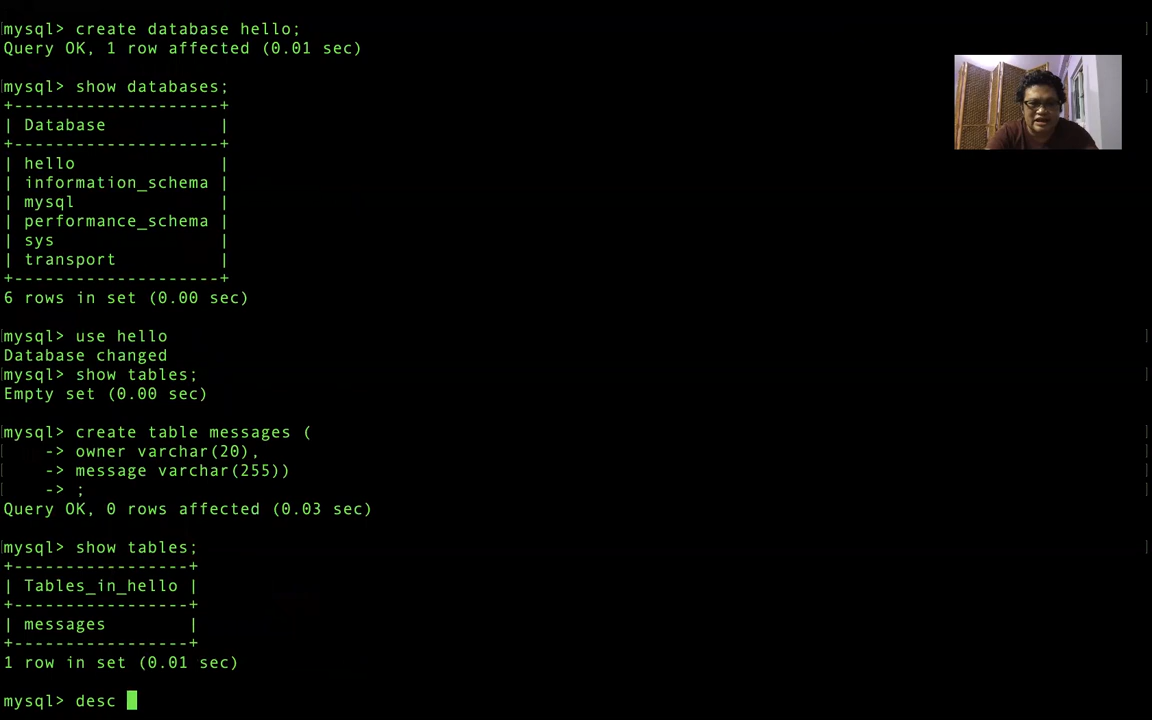 mysql> create database hello;
Query OK, 1 row affected (0.01 sec)
mysql> show databases;
+--------------------+
| Database           |
+--------------------+
| hello              |
| information_schema |
| mysql              |
| performance_schema |
| sys                |
| transport          |
+--------------------+
6 rows in set (0.00 sec)
mysql> use hello
Database changed
mysql> show tables;
Empty set (0.00 sec)
mysql> create table messages (
    -> owner varchar(20),
    -> message varchar(255))
    -> ;
Query OK, 0 rows affected (0.03 sec)
mysql> show tables;
+-----------------+
| Tables_in_hello |
+-----------------+
| messages        |
+-----------------+
1 row in set (0.01 sec)
mysql> desc